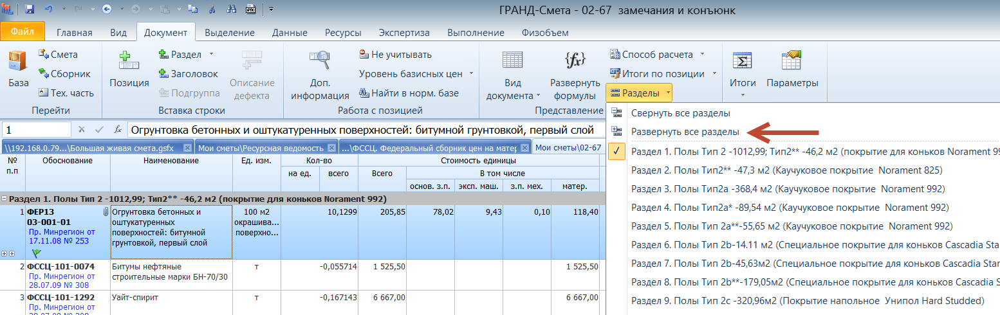 ГРАНД-Смета - 02-67 замечания и конъюнк
Файл Главная Вид Документ Выделение Данные Ресурсы Экспертиза Выполнение Физобъем
База
Смета
Сборник
Тех. часть
Перейти
Позиция
Раздел
Заголовок
Подгруппа
Описание
дефекта
Вставка строки
Доп.
информация
Не учитывать
Уровень базисных цен
Найти в норм. базе
Работа с позицией
Вид
документа
Развернуть
формулы
Способ расчета
Итоги по позиции
Разделы
Представление
Итоги
Параметры
Свернуть все разделы
Развернуть все разделы
Раздел 1. Полы Тип 2 -1012,99; Тип2** -46,2 м2 (покрытие для коньков Norament 99
Раздел 2. Полы Тип2** -47,3 м2 (Каучуковое покрытие Norament 825)
Раздел 3. Полы Тип2а -368,4 м2 (Каучуковое покрытие Norament 992)
Раздел 4. Полы Тип2а* -89,54 м2 (Каучуковое покрытие Norament 992)
Раздел 5. Полы Тип 2а**-55,65 м2 (Каучуковое покрытие Norament 992)
Раздел 6. Полы Тип 2b-14.11 м2 (Специальное покрытие для коньков Cascadia Sta
Раздел 7. Полы Тип 2b-45,63м2 (Специальное покрытие для коньков Cascadia Star
Раздел 8. Полы Тип 2b**-179,05м2 (Специальное покрытие для коньков Cascadia S
Раздел 9. Полы Тип 2с -320,96м2 (Покрытие напольное Унипол Hard Studded)
1 fx Огрунтовка бетонных и оштукатуренных поверхностей: битумной грунтовкой, первый слой
\\192.168.0.79...\Большая живая смета.gsfx Мои сметы\Ресурсная ведомость ...\ФССЦ. Федеральный сборник цен на матер Мои сметы\02-67
№
п.п
Обоснование
Наименование
Ед. изм.
Кол-во
на ед. всего
Стоимость единицы
Всего
В том числе
основ. з.п. эксп. маш. з.п. мех. матер.
Раздел 1. Полы Тип 2 -1012,99; Тип2** -46,2 м2 (покрытие для коньков Norament 992)
1 ФЕР13 Огрунтовка бетонных и 100 м2 10,1299 205,85 78,02 9,43 0,10 118,40
03-001-01 оштукатуренных окрашива...
Пр. Минрегион от поверхностей: битумной поверхно...
17.11.08 № 253 грунтовкой, первый слой
2 ФССЦ-101-0074 Битумы нефтяные т -0,055714 1 525,50 1 525,50
Пр. Минрегион от строительные марки БН-70/30
28.07.09 № 308
3 ФССЦ-101-1292 Уайт-спирит т -0,167143 6 667,00 6 667,00
Пр. Минрегион от
28.07.09 № 308